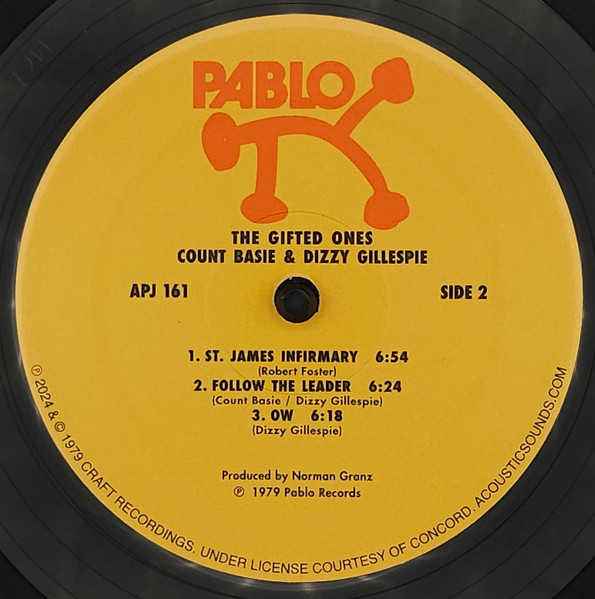 PABLO
THE GIFTED ONES
COUNT BASIE & DIZZY GILLESPIE
APJ 161
SIDE 2
1. ST. JAMES INFIRMARY 6:54
(Robert Foster)
2. FOLLOW THE LEADER 6:24
(Count Basie / Dizzy Gillespie)
3. OW 6:18
(Dizzy Gillespie)
Produced by Norman Granz
℗ 1979 Pablo Records
℗ 2024 & © 1979 CRAFT RECORDINGS. UNDER LICENSE COURTESY OF CONCORD. ACOUSTICSOUNDS.COM